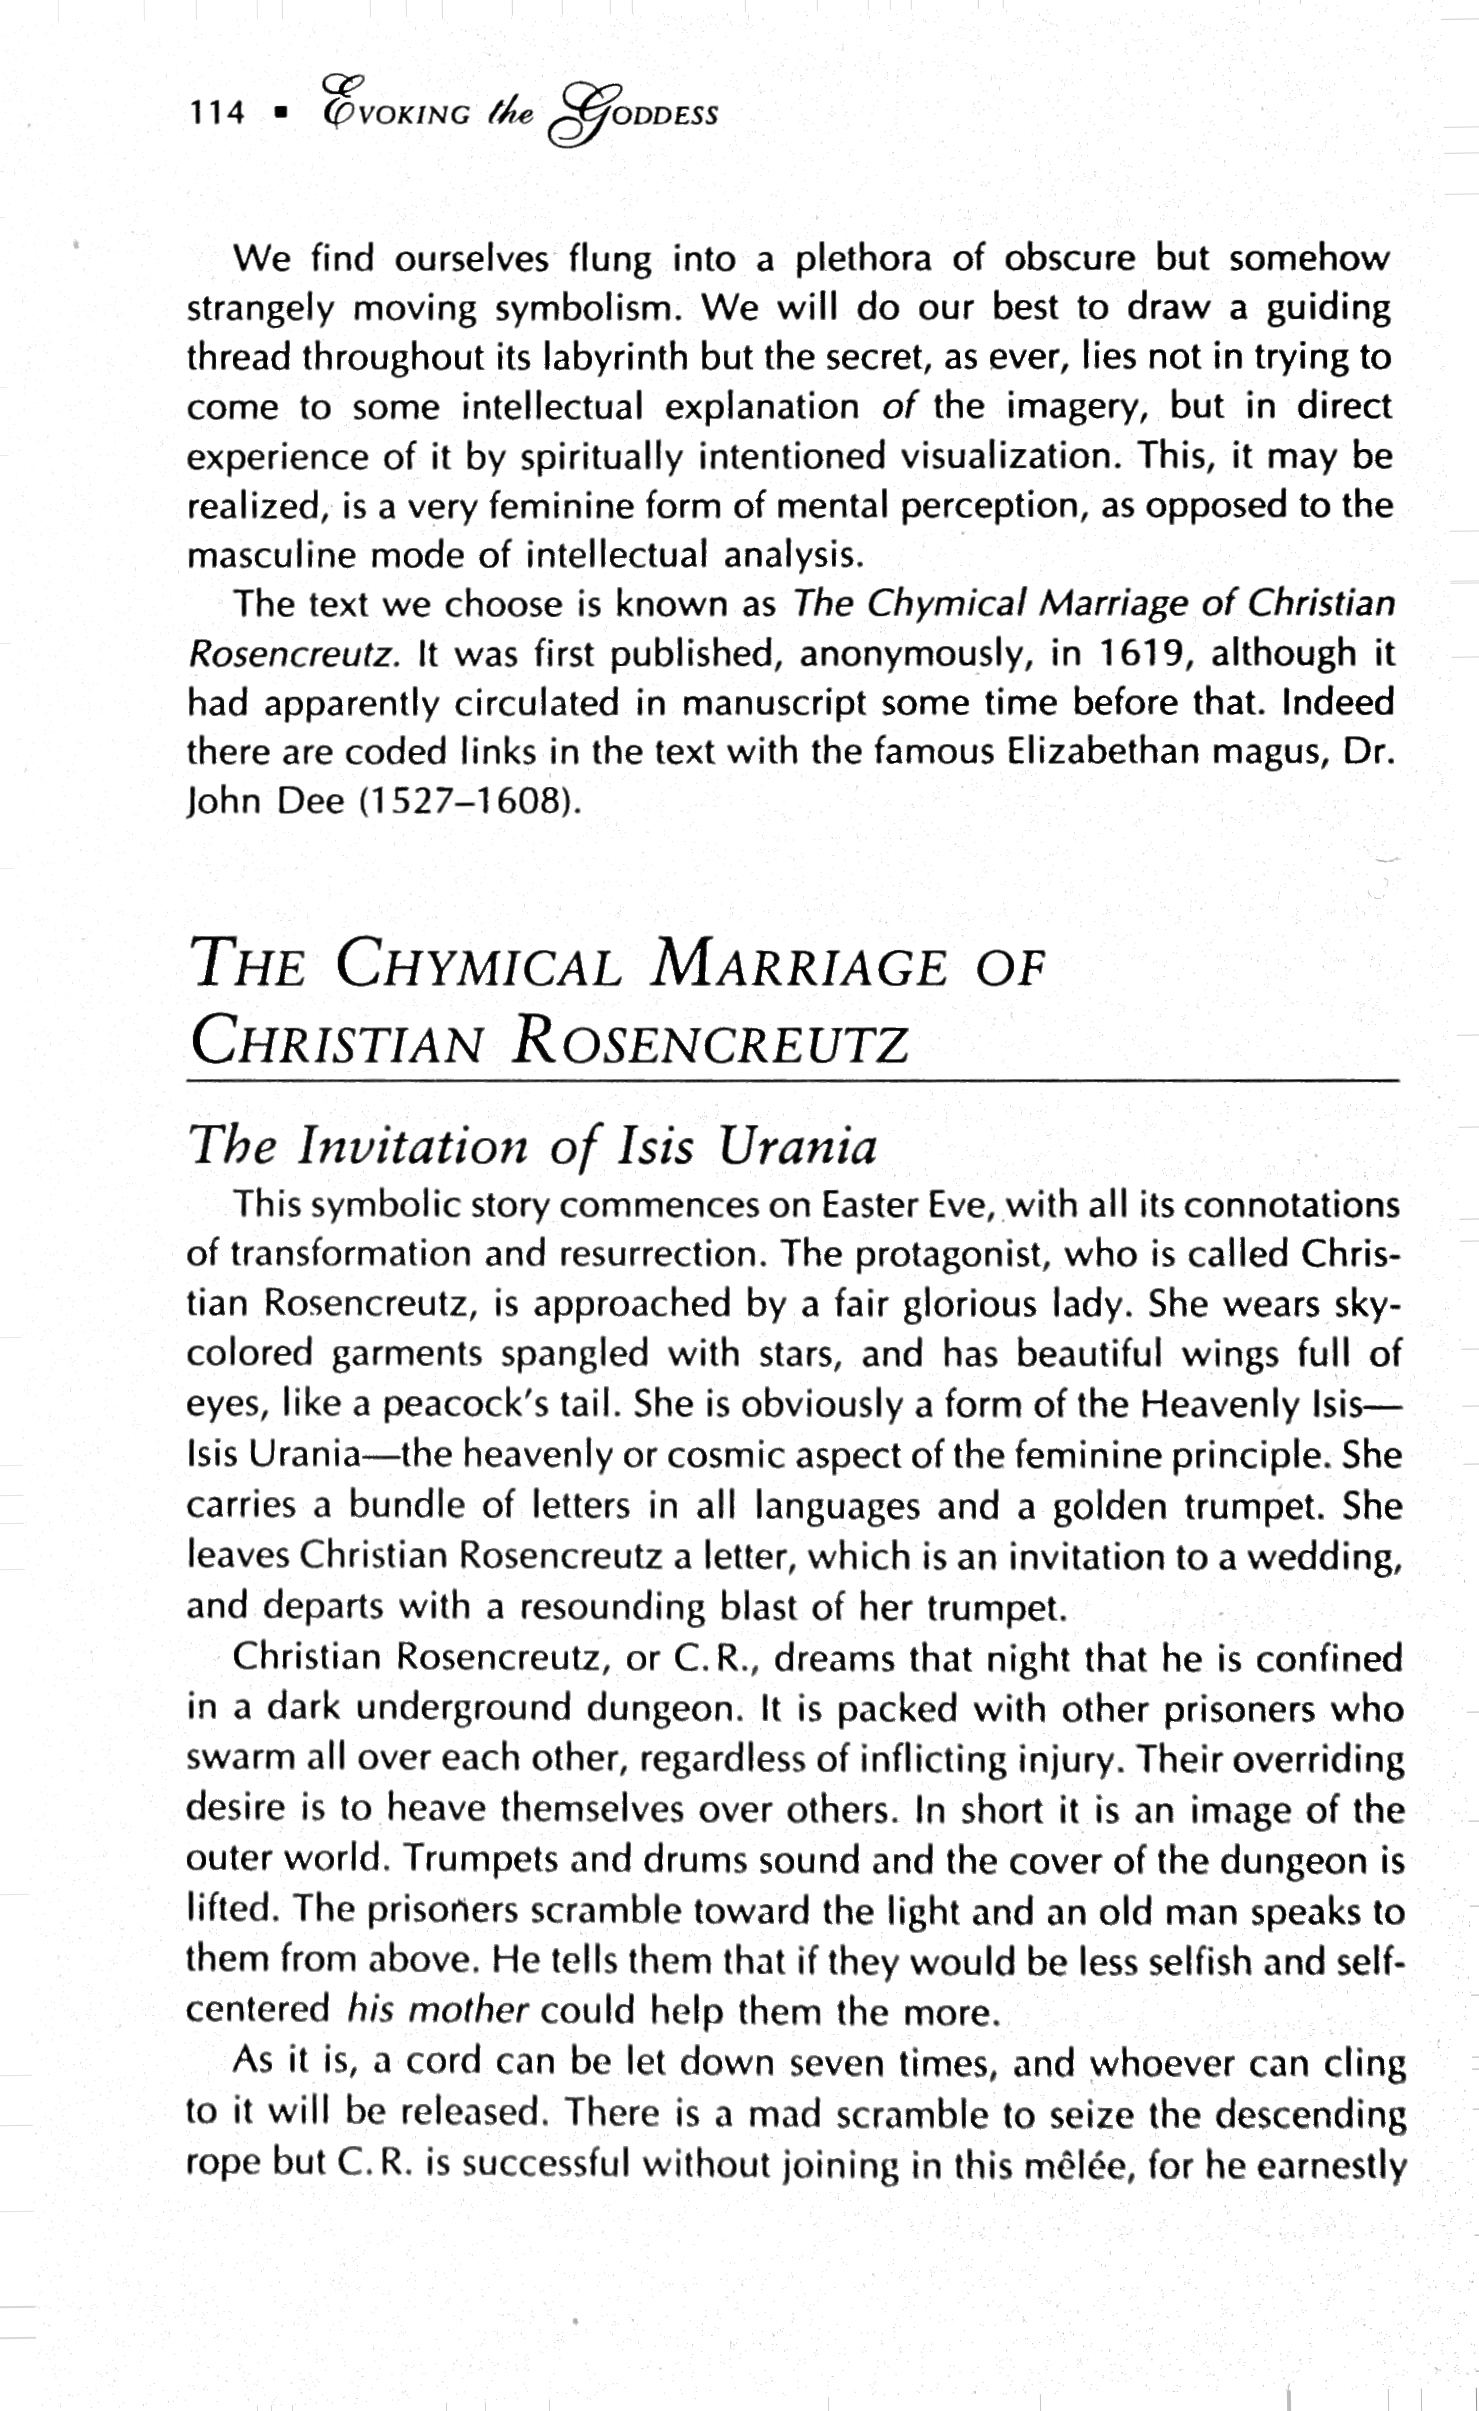 114 ▪ EVOKING the GODDESS
We find ourselves flung into a plethora of obscure but somehow
strangely moving symbolism. We will do our best to draw a guiding
thread throughout its labyrinth but the secret, as ever, lies not in trying to
come to some intellectual explanation of the imagery, but in direct
experience of it by spiritually intentioned visualization. This, it may be
realized, is a very feminine form of mental perception, as opposed to the
masculine mode of intellectual analysis.
The text we choose is known as The Chymical Marriage of Christian
Rosencreutz. It was first published, anonymously, in 1619, although it
had apparently circulated in manuscript some time before that. Indeed
there are coded links in the text with the famous Elizabethan magus, Dr.
John Dee (1527–1608).
THE CHYMICAL MARRIAGE OF
CHRISTIAN ROSENCREUTZ
The Invitation of Isis Urania
This symbolic story commences on Easter Eve, with all its connotations
of transformation and resurrection. The protagonist, who is called Chris-
tian Rosencreutz, is approached by a fair glorious lady. She wears sky-
colored garments spangled with stars, and has beautiful wings full of
eyes, like a peacock's tail. She is obviously a form of the Heavenly Isis—
Isis Urania—the heavenly or cosmic aspect of the feminine principle. She
carries a bundle of letters in all languages and a golden trumpet. She
leaves Christian Rosencreutz a letter, which is an invitation to a wedding,
and departs with a resounding blast of her trumpet.
Christian Rosencreutz, or C. R., dreams that night that he is confined
in a dark underground dungeon. It is packed with other prisoners who
swarm all over each other, regardless of inflicting injury. Their overriding
desire is to heave themselves over others. In short it is an image of the
outer world. Trumpets and drums sound and the cover of the dungeon is
lifted. The prisoners scramble toward the light and an old man speaks to
them from above. He tells them that if they would be less selfish and self-
centered his mother could help them the more.
As it is, a cord can be let down seven times, and whoever can cling
to it will be released. There is a mad scramble to seize the descending
rope but C. R. is successful without joining in this mêlée, for he earnestly